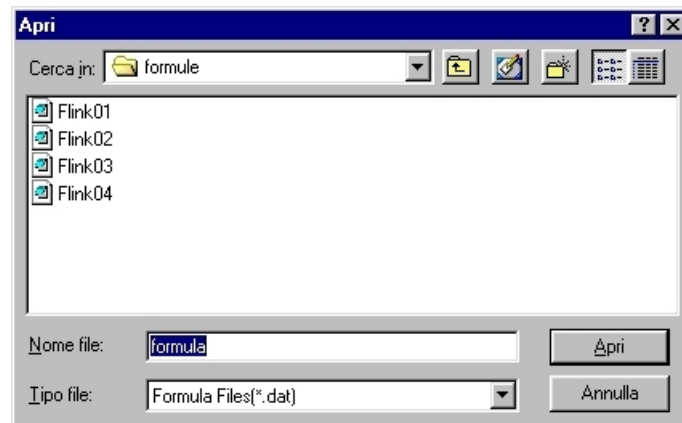 Apri
Cerca in: formule
Flink01
Flink02
Flink03
Flink04
Nome file: formula Apri
Tipo file: Formula Files(*.dat) Annulla